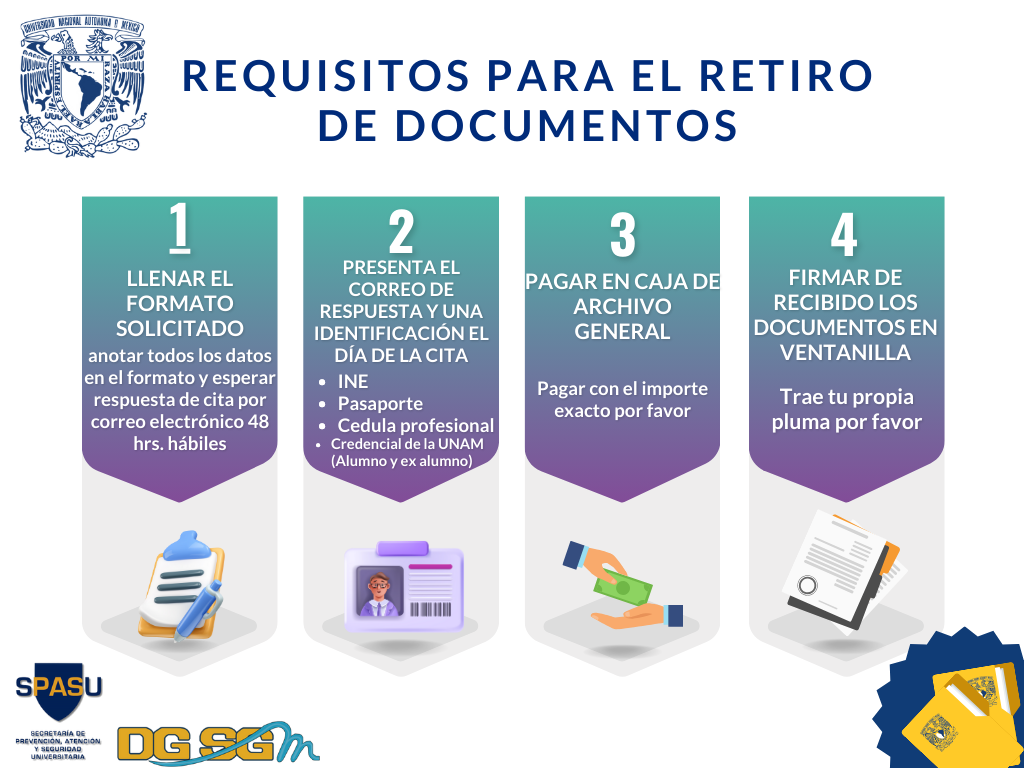 UNIVERSIDAD NACIONAL AUTONOMA DE MEXICO
POR MI RAZA HABLARA EL ESPIRITU
REQUISITOS PARA EL RETIRO
DE DOCUMENTOS
1
LLENAR EL
FORMATO
SOLICITADO
anotar todos los datos
en el formato y esperar
respuesta de cita por
correo electrónico 48
hrs. hábiles
2
PRESENTA EL
CORREO DE
RESPUESTA Y UNA
IDENTIFICACIÓN EL
DÍA DE LA CITA
• INE
• Pasaporte
• Cedula profesional
• Credencial de la UNAM
(Alumno y ex alumno)
3
PAGAR EN CAJA DE
ARCHIVO
GENERAL
Pagar con el importe
exacto por favor
4
FIRMAR DE
RECIBIDO LOS
DOCUMENTOS EN
VENTANILLA
Trae tu propia
pluma por favor
SPASU
SECRETARÍA DE
PREVENCIÓN, ATENCIÓN
Y SEGURIDAD
UNIVERSITARIA
DGSGm